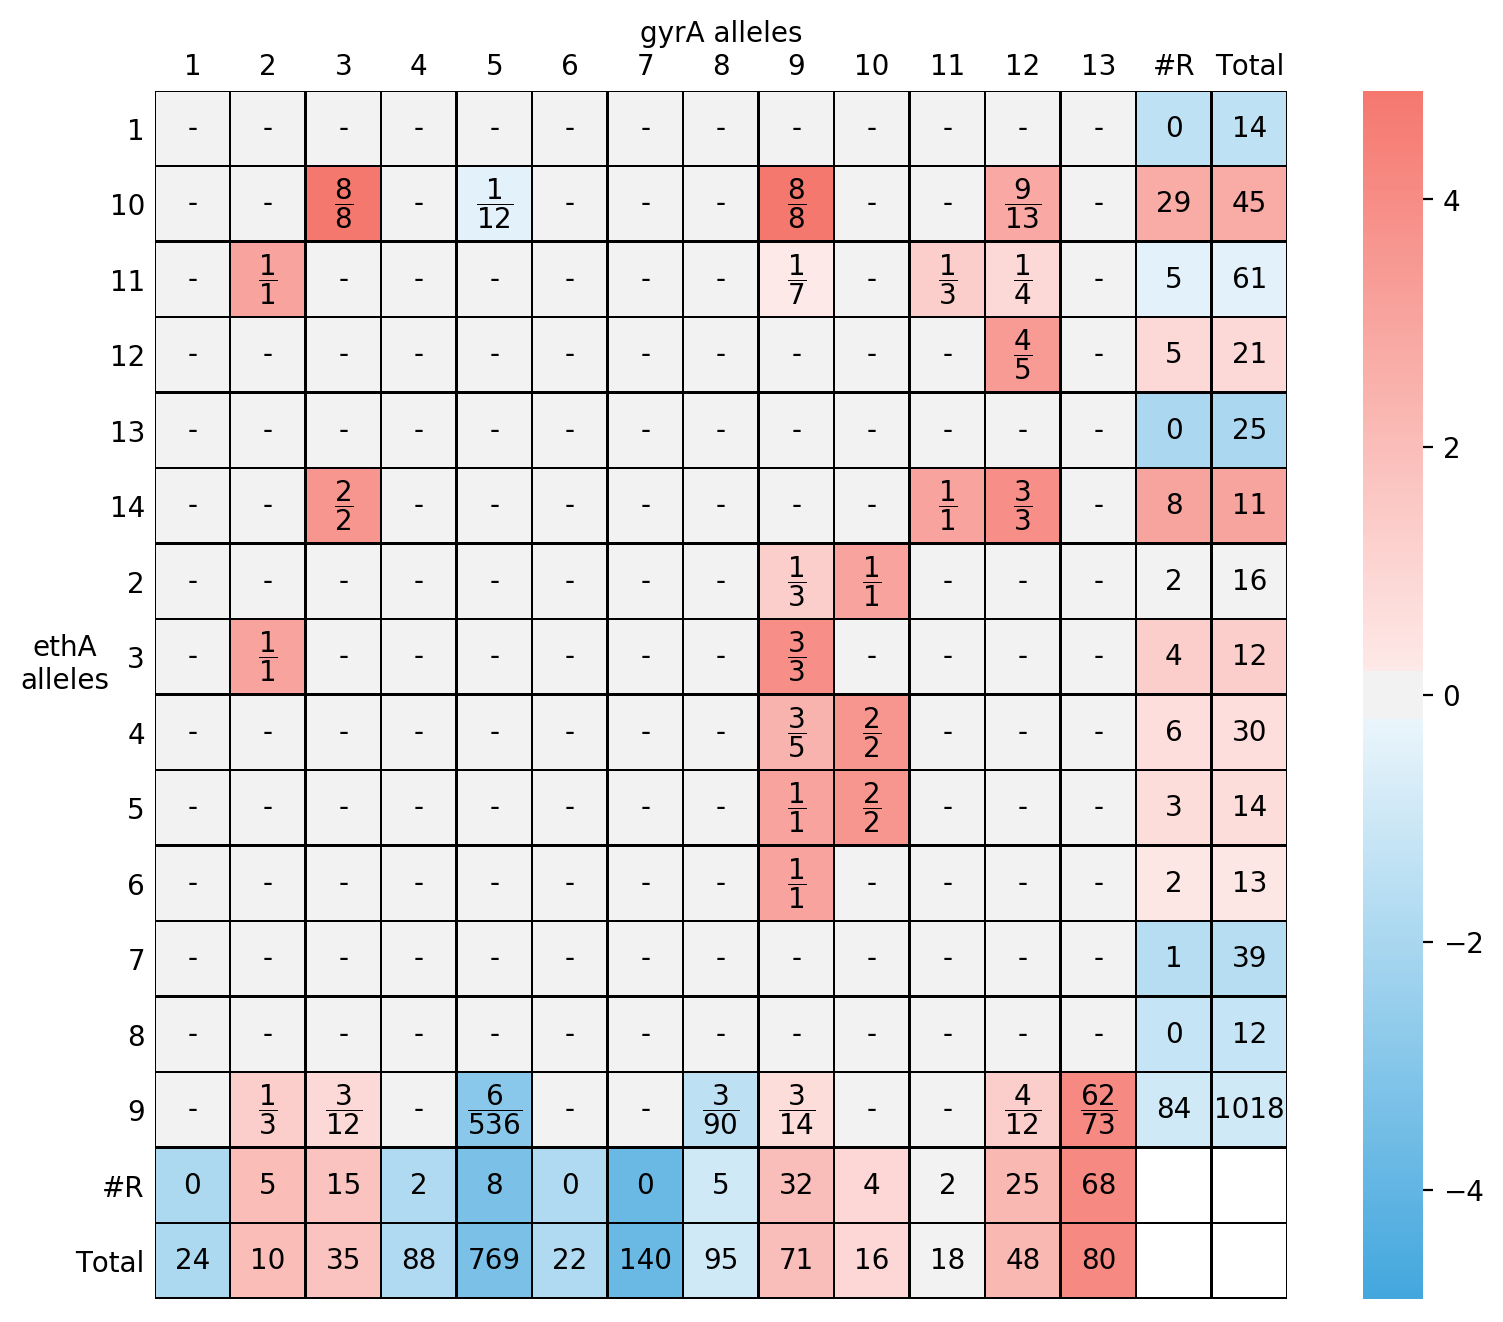 gyrA alleles
1 2 3 4 5 6 7 8 9 10 11 12 13 #R Total
1 - - - - - - - - - - - - - 0 14
10 - - 8/8 - 1/12 - - - 8/8 - - 9/13 - 29 45
11 - 1/1 - - - - - - 1/7 - 1/3 1/4 - 5 61
12 - - - - - - - - - - - 4/5 - 5 21
13 - - - - - - - - - - - - - 0 25
14 - - 2/2 - - - - - - - 1/1 3/3 - 8 11
2 - - - - - - - - 1/3 1/1 - - - 2 16
ethA
alleles
3 - 1/1 - - - - - - 3/3 - - - - 4 12
4 - - - - - - - - 3/5 2/2 - - - 6 30
5 - - - - - - - - 1/1 2/2 - - - 3 14
6 - - - - - - - - 1/1 - - - - 2 13
7 - - - - - - - - - - - - - 1 39
8 - - - - - - - - - - - - - 0 12
9 - 1/3 3/12 - 6/536 - - 3/90 3/14 - - 4/12 62/73 84 1018
#R 0 5 15 2 8 0 0 5 32 4 2 25 68
Total 24 10 35 88 769 22 140 95 71 16 18 48 80
4
2
0
−2
−4